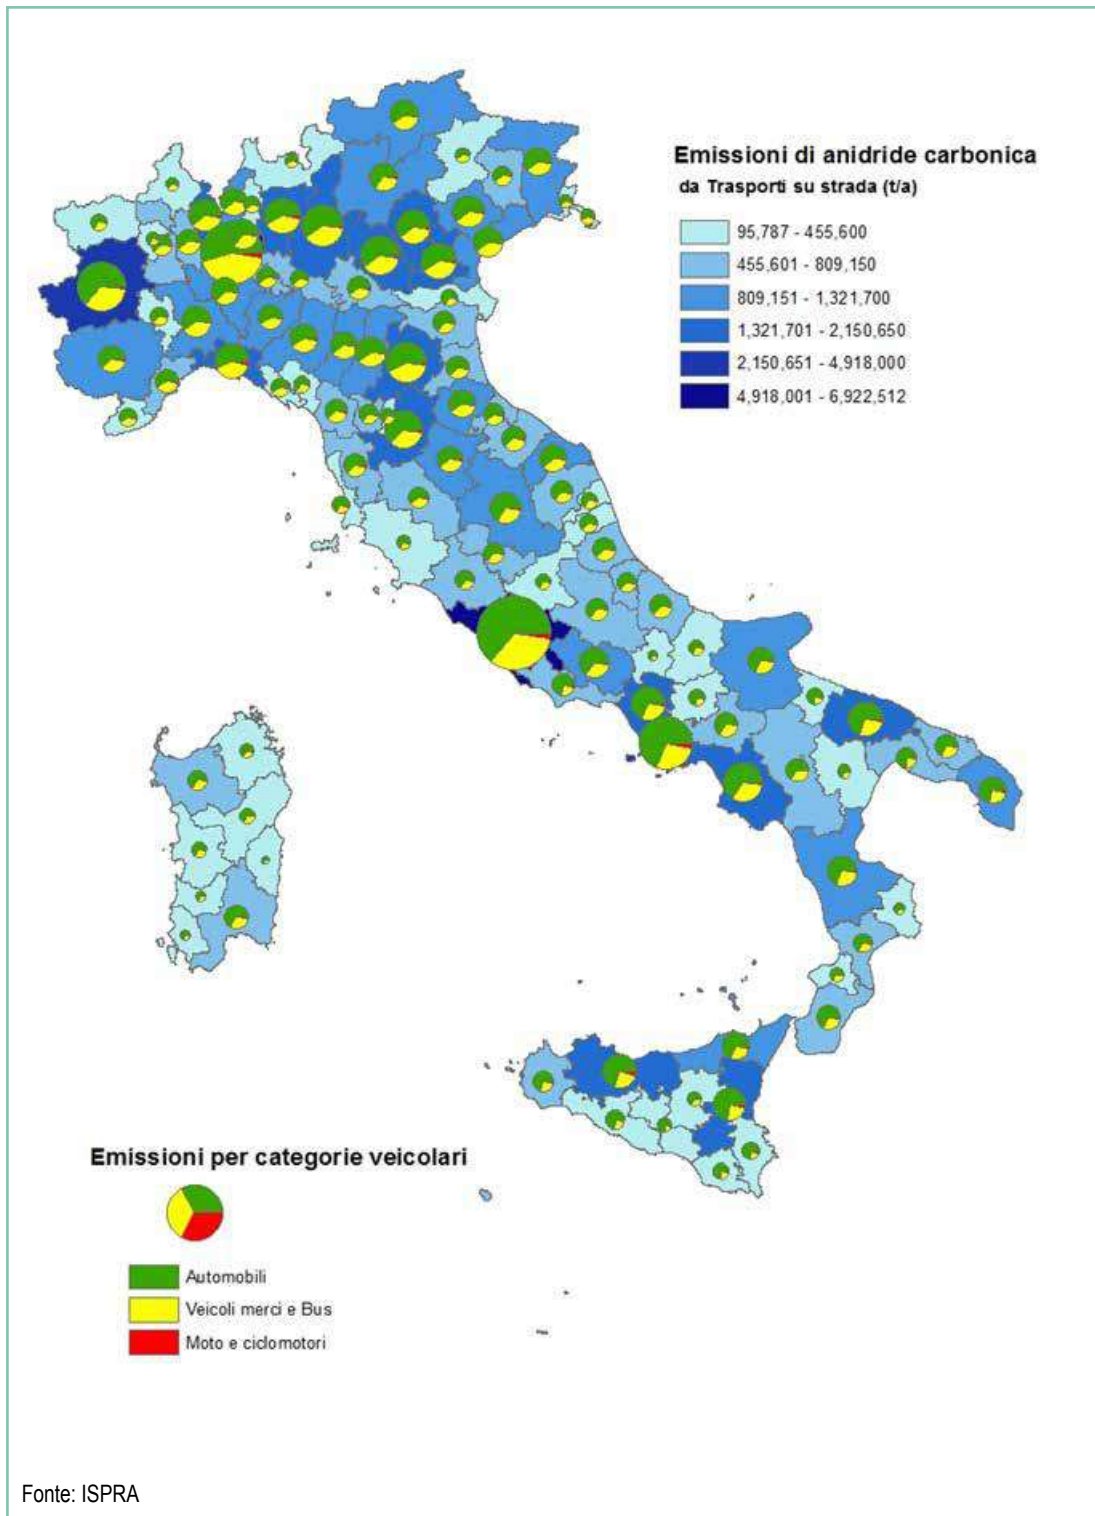 Emissioni di anidride carbonica
da Trasporti su strada (t/a)
95,787 - 455,600
455,601 - 809,150
809,151 - 1,321,700
1,321,701 - 2,150,650
2,150,651 - 4,918,000
4,918,001 - 6,922,512
Emissioni per categorie veicolari
Automobili
Veicoli merci e Bus
Moto e ciclomotori
Fonte: ISPRA